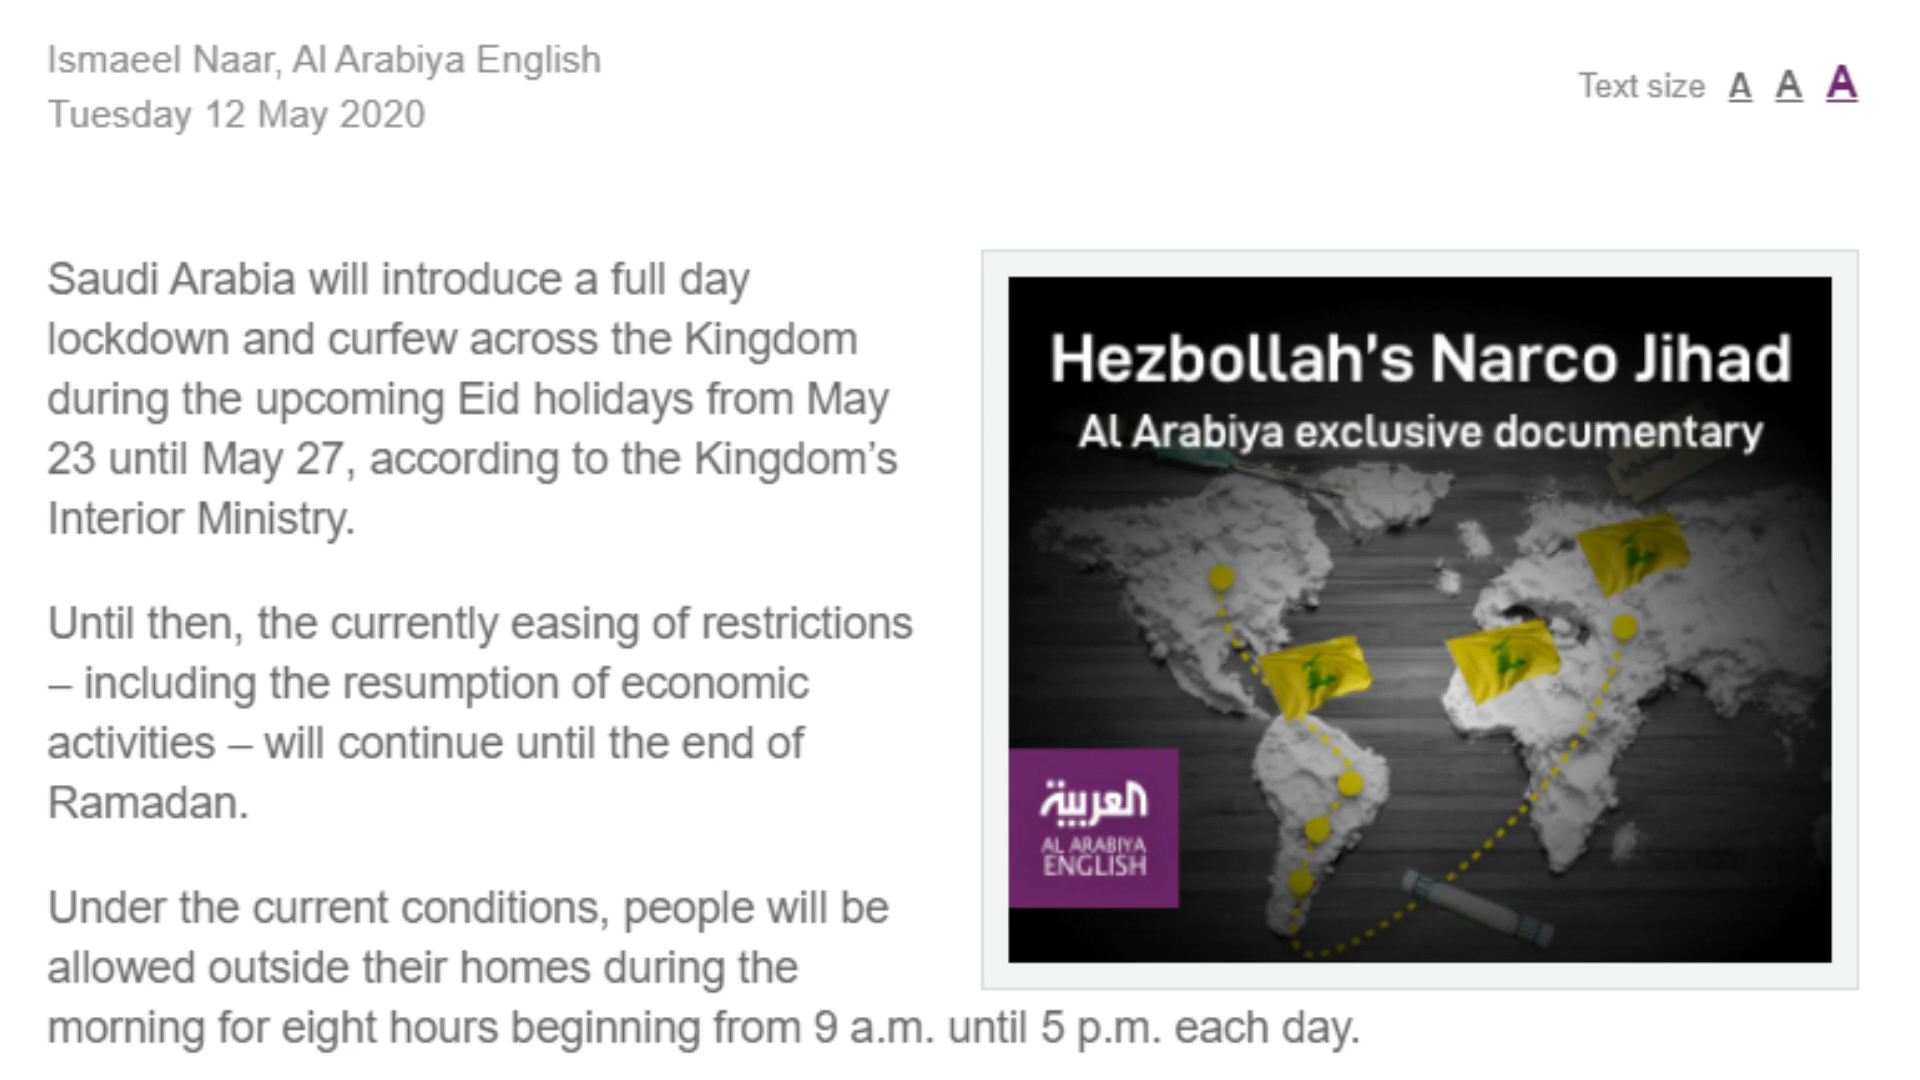 Ismaeel Naar, Al Arabiya English
Tuesday 12 May 2020
Text size A A A
Saudi Arabia will introduce a full day
lockdown and curfew across the Kingdom
during the upcoming Eid holidays from May
23 until May 27, according to the Kingdom’s
Interior Ministry.
Until then, the currently easing of restrictions
– including the resumption of economic
activities – will continue until the end of
Ramadan.
Under the current conditions, people will be
allowed outside their homes during the
morning for eight hours beginning from 9 a.m. until 5 p.m. each day.
Hezbollah’s Narco Jihad
Al Arabiya exclusive documentary
العربية
AL ARABIYA
ENGLISH